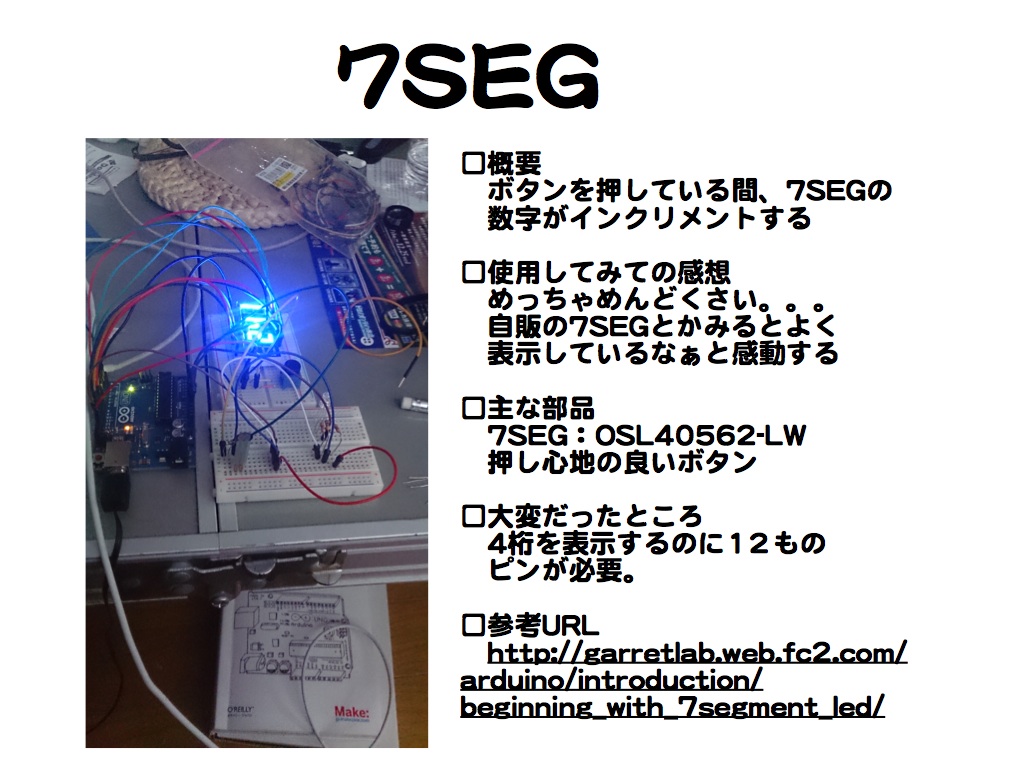 7SEG
□概要
ボタンを押している間、7SEGの
数字がインクリメントする
□使用してみての感想
めっちゃめんどくさい。。。
自販の7SEGとかみるとよく
表示しているなぁと感動する
□主な部品
7SEG：OSL40562-LW
押し心地の良いボタン
□大変だったところ
4桁を表示するのに１２もの
ピンが必要。
□参考URL
http://garretlab.web.fc2.com/
arduino/introduction/
beginning_with_7segment_led/
O'REILLY
Make: